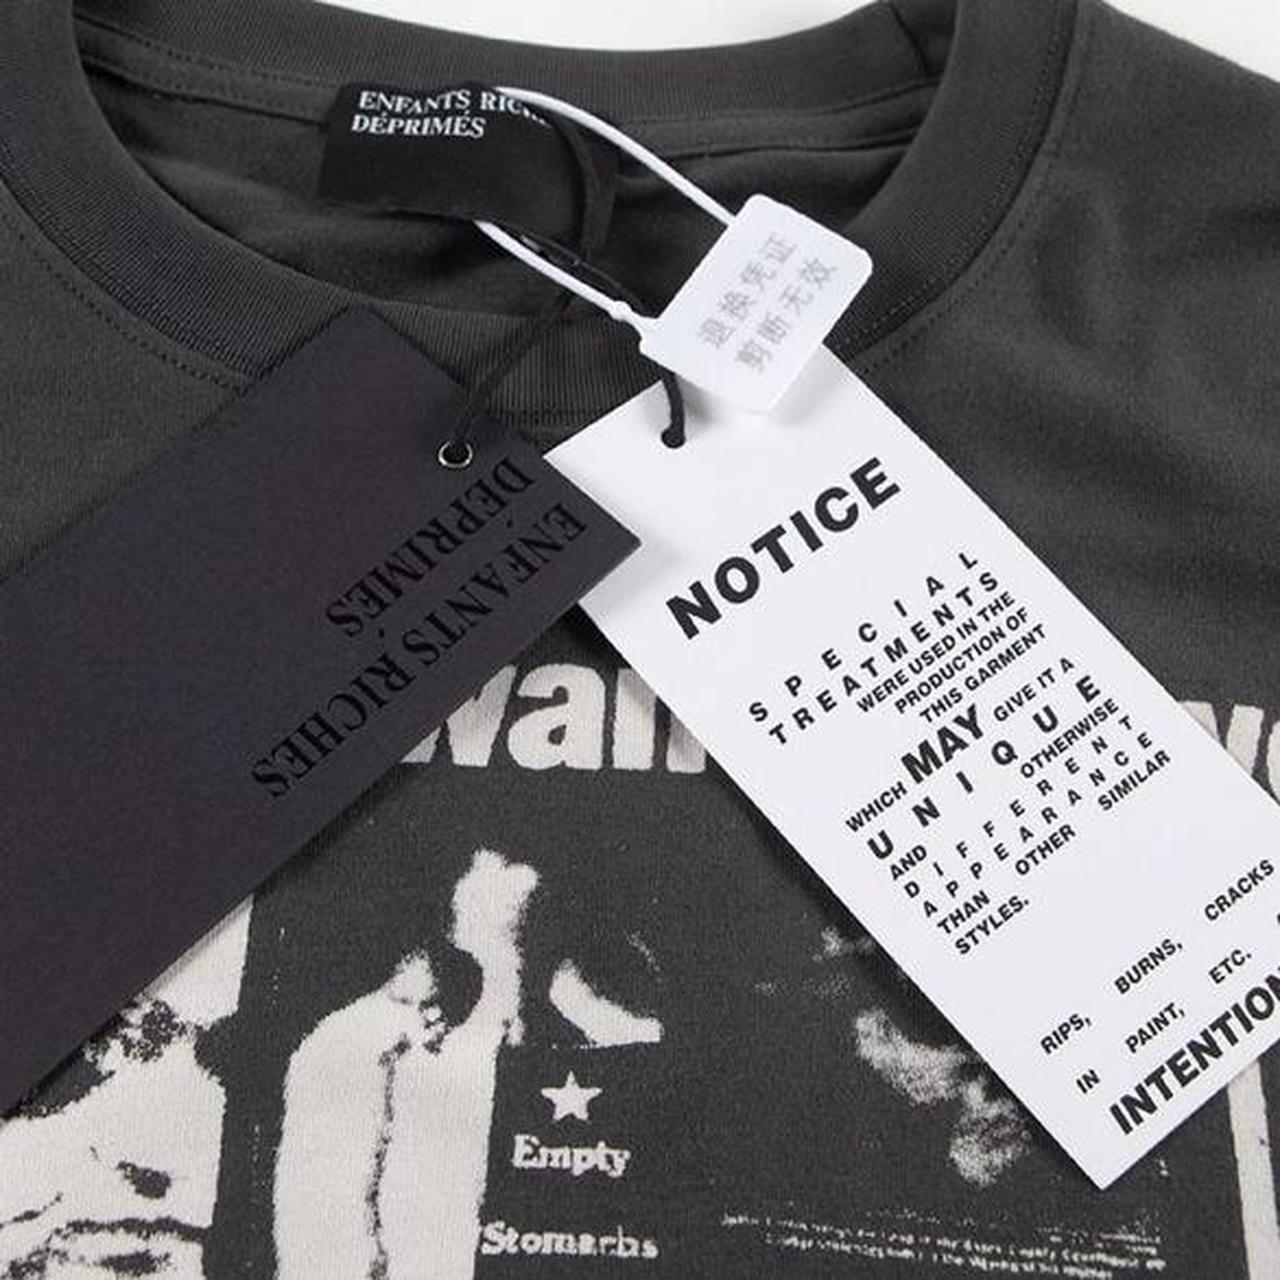 ENFANTS
DÉPRIMÉS
退换凭证
剪断无效
ENFANTS RICHES
DÉPRIMÉS
NOTICE
SPECIAL
TREATMENTS
WERE USED IN THE
PRODUCTION OF
THIS GARMENT
WHICH MAY GIVE IT A
UNIQUE
AND OTHERWISE
DIFFERENT
APPEARANCE
THAN OTHER SIMILAR
STYLES.
RIPS, BURNS, CRACKS
IN PAINT, ETC.
Empty
Stomachs